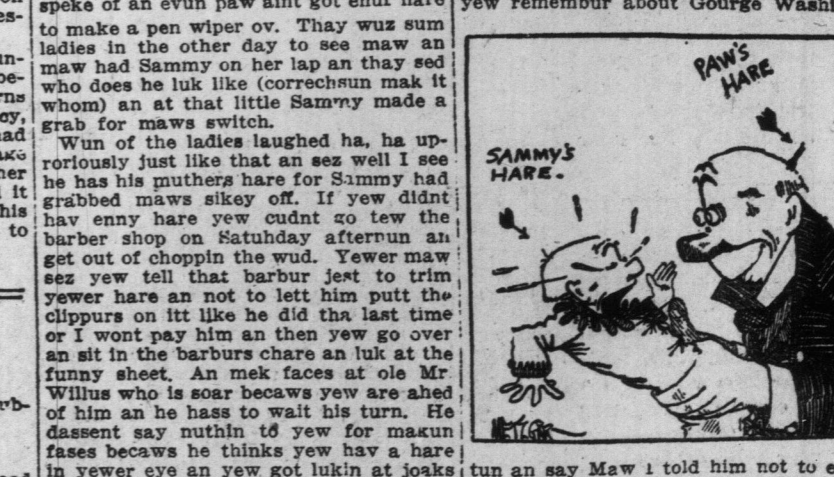 speke of an evun paw aint got enuf hare
to make a pen wiper ov. Thay wuz sum
ladies in the other day to see maw an
maw had Sammy on her lap an thay sed
who does he luk like (correchsun mak it
whom) an at that little Sammy made a
grab for maws switch.
Wun of the ladies laughed ha, ha up-
roriously just like that an sez well I see
he has his muthers hare for Sammy had
grabbed maws sikey off. If yew didnt
hav enny hare yew cudnt go tew the
barber shop on Satuhday afternun an
get out of choppin the wud. Yewer maw
sez yew tell that barbur jest to trim
yewer hare an not to lett him putt the
clippurs on itt like he did tha last time
or I wont pay him an then yew go over
an sit in the barburs chare an luk at the
funny sheet. An mek faces at ole Mr.
Willus who is soar becaws yew are ahed
of him an he hass to wait his turn. He
dassent say nuthin to yew for makun
fases becaws he thinks yew hav a hare
in yewer eye an yew got lukin at joaks
yew remembur about Gourge
PAW'S
HARE
SAMMY'S
HARE.
tun an say Maw I told him not to
es-
un-
be-
rns
cy,
had
her
it
his
to